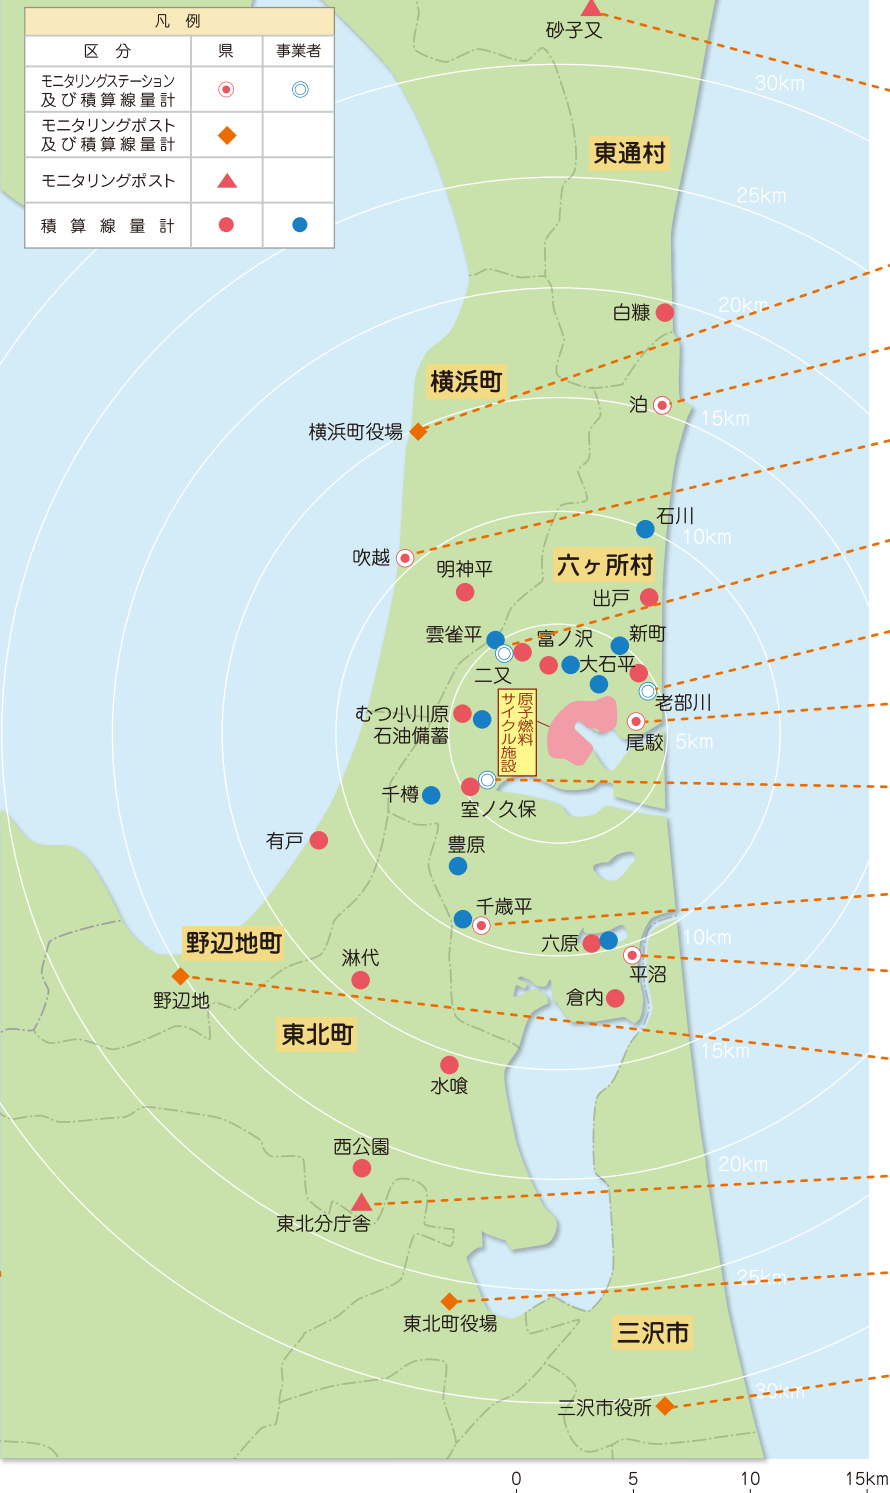 凡 例
区 分
県
事業者
モニタリングステーション
及び積算線量計
モニタリングポスト
及び積算線量計
モニタリングポスト
積算線量計
砂子又
30km
東通村
25km
20km
白糠
横浜町
泊
15km
横浜町役場
石川
10km
吹越
六ヶ所村
明神平
出戸
雲雀平
富ノ沢
新町
二又
大石平
老部川
原子燃料
サイクル施設
むつ小川原
石油備蓄
尾駮
5km
千樽
室ノ久保
有戸
豊原
千歳平
野辺地町
六原
10km
淋代
平沼
野辺地
倉内
東北町
15km
水喰
西公園
20km
東北分庁舎
25km
東北町役場
三沢市
30km
三沢市役所
0
5
10
15km